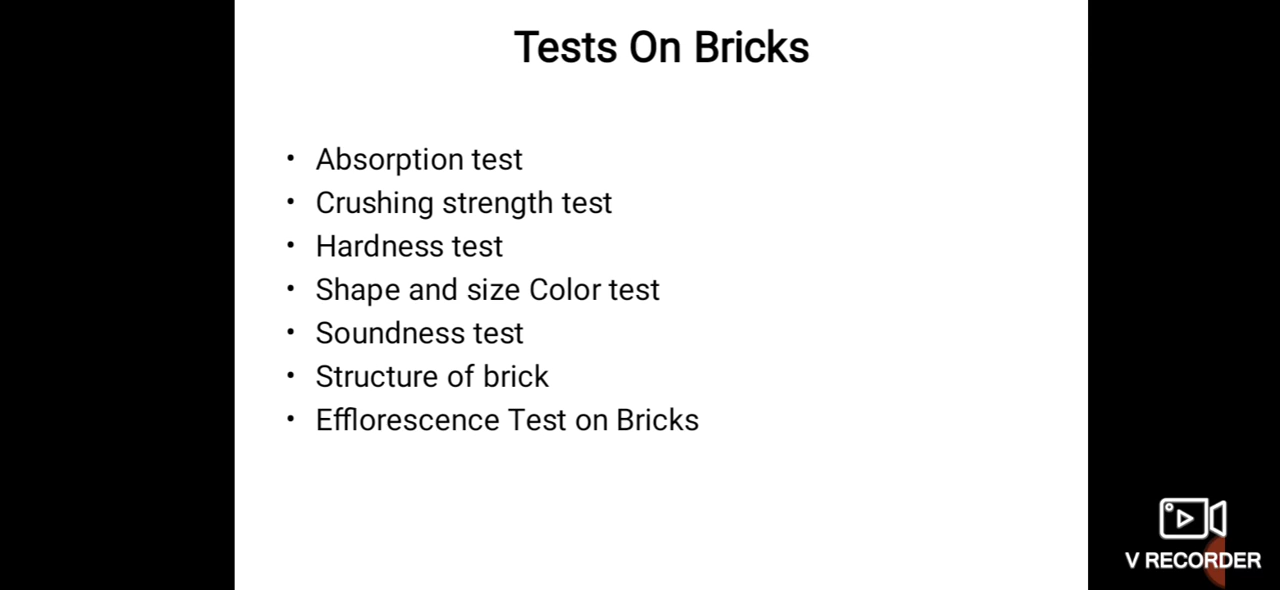 Tests On Bricks
• Absorption test
• Crushing strength test
• Hardness test
• Shape and size Color test
• Soundness test
• Structure of brick
• Efflorescence Test on Bricks
V RECORDER